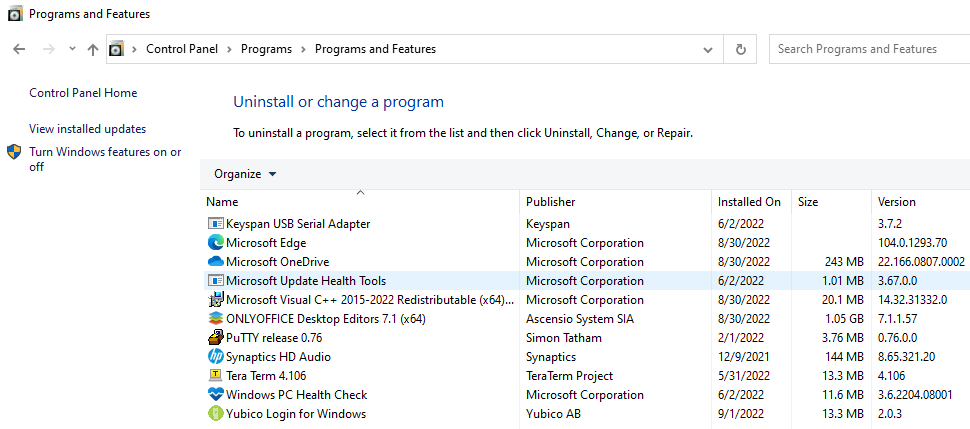 Programs and Features
Control Panel > Programs > Programs and Features
Search Programs and Features
Control Panel Home
View installed updates
Turn Windows features on or
off
Uninstall or change a program
To uninstall a program, select it from the list and then click Uninstall, Change, or Repair.
Organize
Name Publisher Installed On Size Version
Keyspan USB Serial Adapter Keyspan 6/2/2022 3.7.2
Microsoft Edge Microsoft Corporation 8/30/2022 104.0.1293.70
Microsoft OneDrive Microsoft Corporation 8/30/2022 243 MB 22.166.0807.0002
Microsoft Update Health Tools Microsoft Corporation 6/2/2022 1.01 MB 3.67.0.0
Microsoft Visual C++ 2015-2022 Redistributable (x64)... Microsoft Corporation 8/30/2022 20.1 MB 14.32.31332.0
ONLYOFFICE Desktop Editors 7.1 (x64) Ascensio System SIA 8/30/2022 1.05 GB 7.1.1.57
PuTTY release 0.76 Simon Tatham 2/1/2022 3.76 MB 0.76.0.0
Synaptics HD Audio Synaptics 12/9/2021 144 MB 8.65.321.20
Tera Term 4.106 TeraTerm Project 5/31/2022 13.3 MB 4.106
Windows PC Health Check Microsoft Corporation 6/2/2022 11.6 MB 3.6.2204.08001
Yubico Login for Windows Yubico AB 9/1/2022 13.3 MB 2.0.3